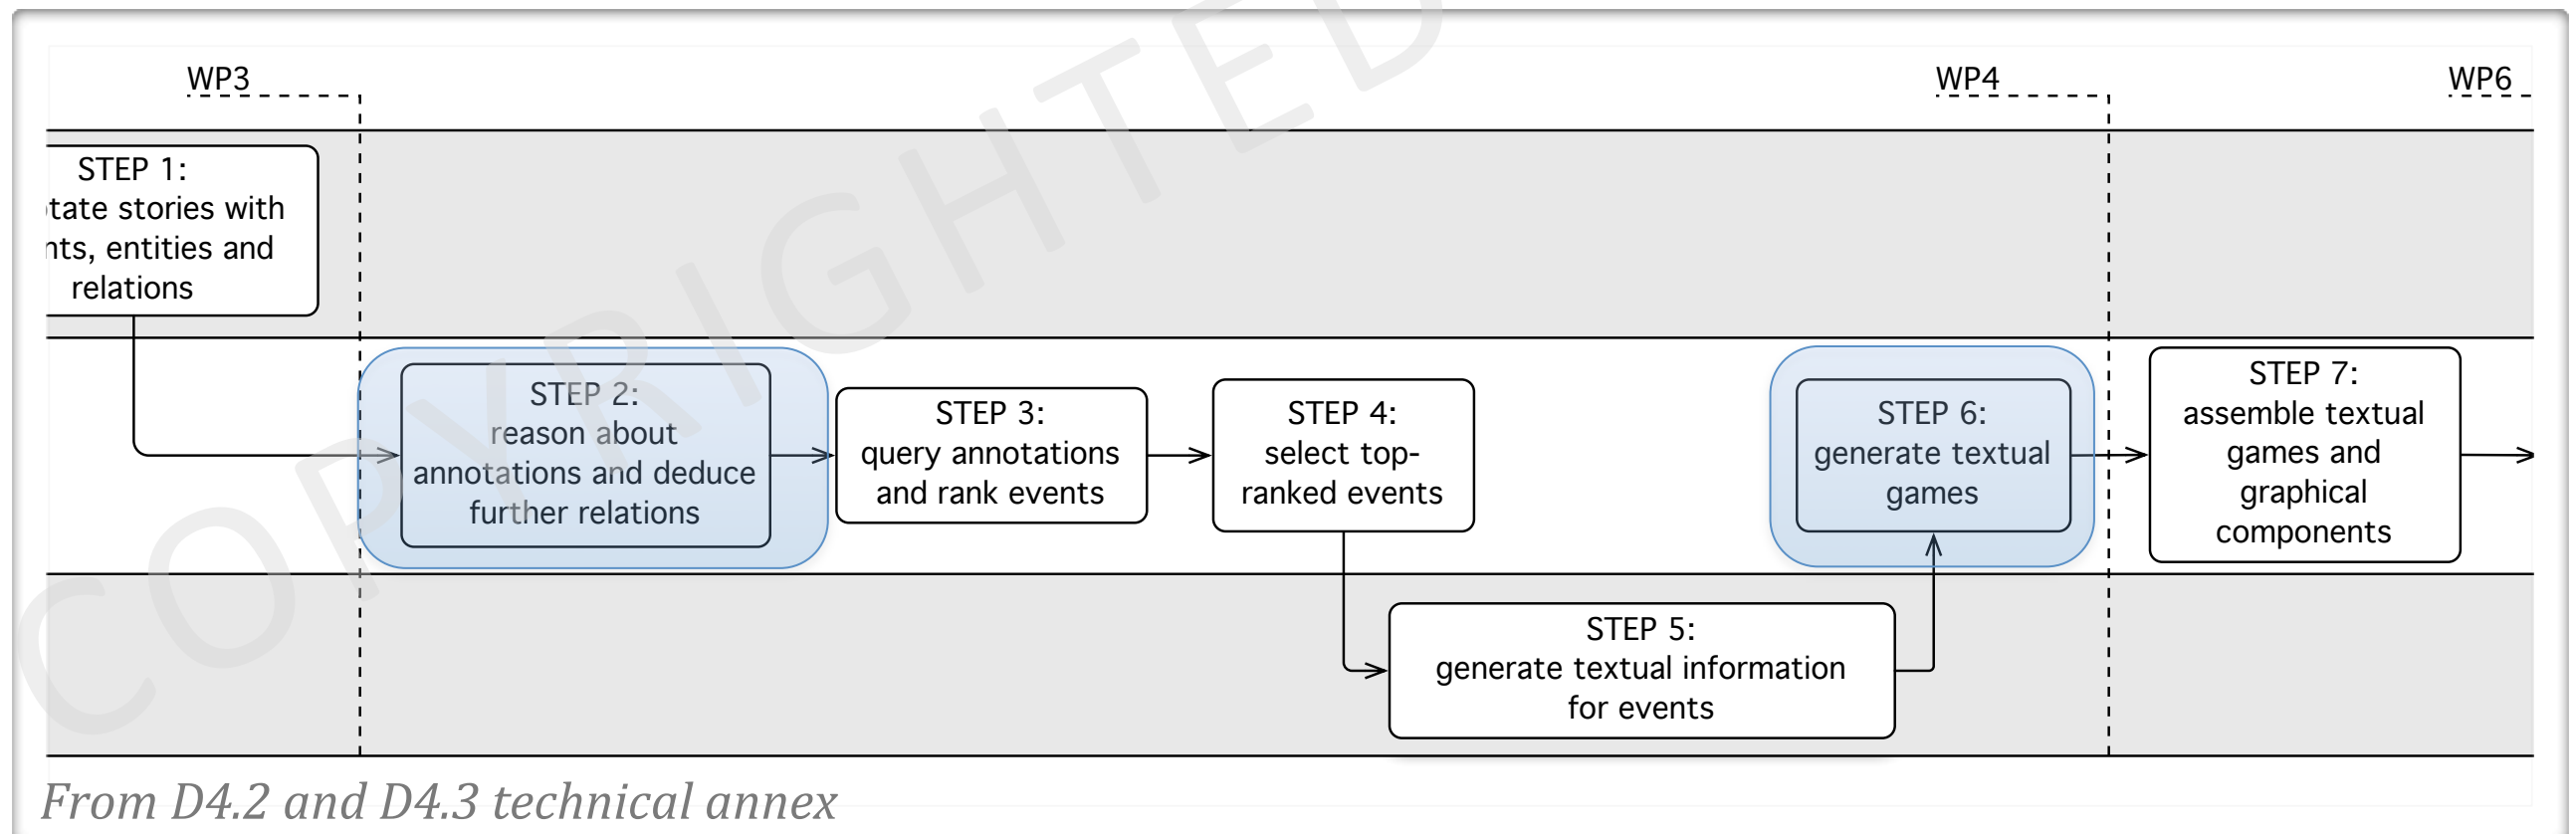 WP3
WP4
WP6
STEP 1:
stories with
entities and
relations
STEP 2:
reason about
annotations and deduce
further relations
STEP 3:
query annotations
and rank events
STEP 4:
select top-
ranked events
STEP 6:
generate textual
games
STEP 7:
assemble textual
games and
graphical
components
STEP 5:
generate textual information
for events
From D4.2 and D4.3 technical annex
COPYRIGHTED